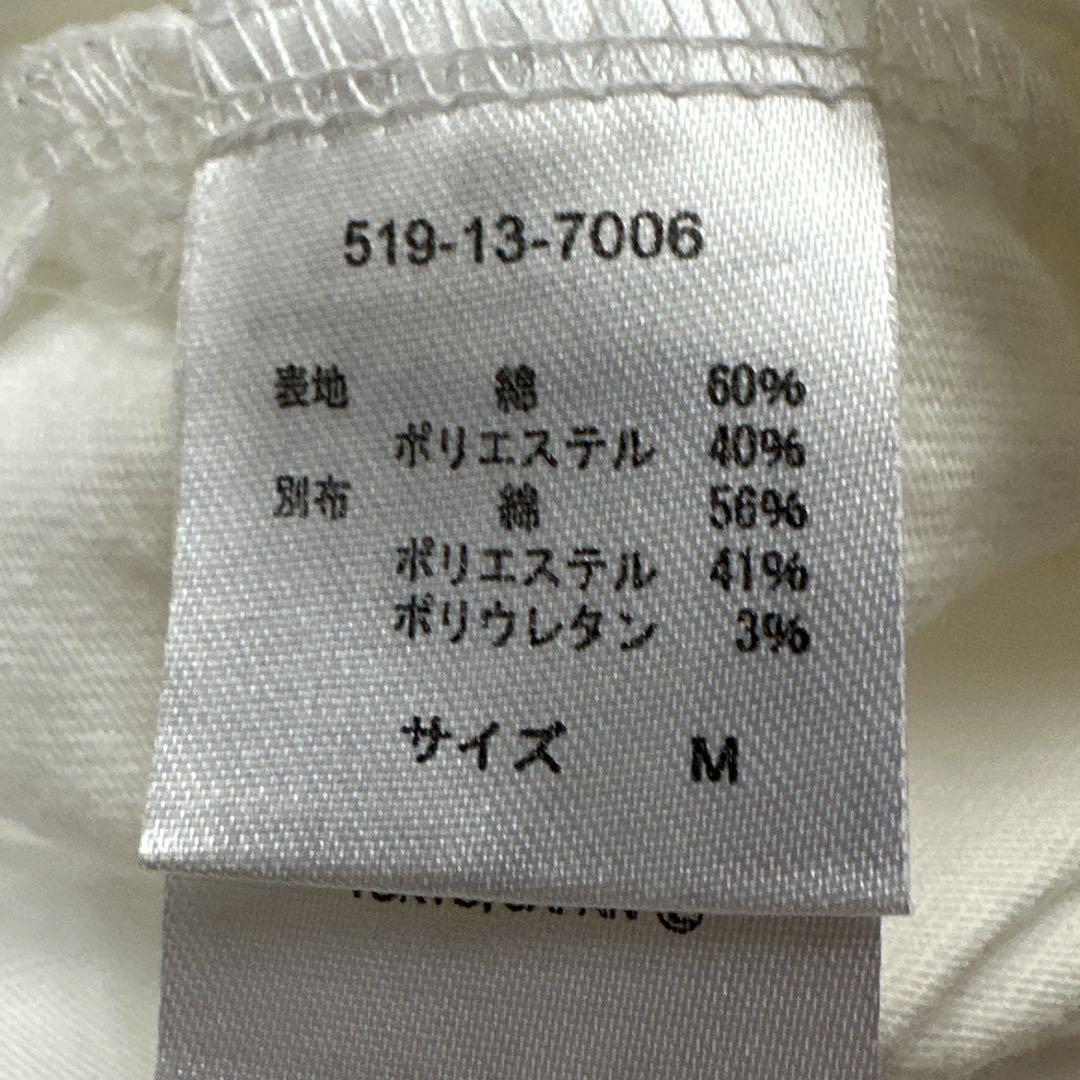 519-13-7006
表地 綿 60%
ポリエステル 40%
別布 綿 56%
ポリエステル 41%
ポリウレタン 3%
サイズ M